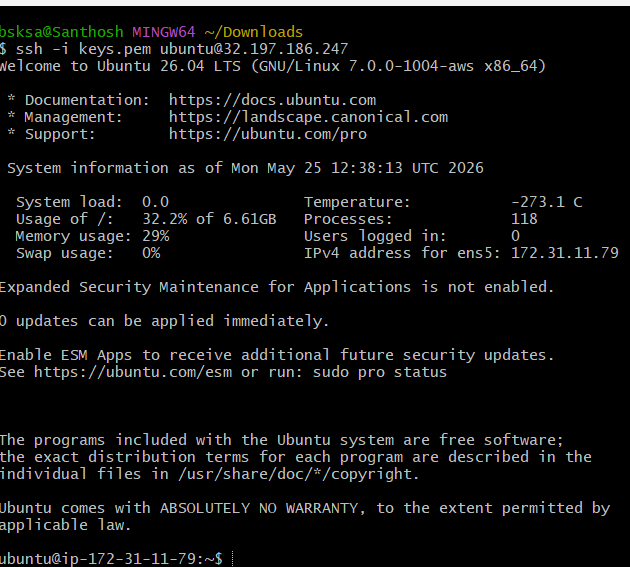 bsksa@Santhosh MINGW64 ~/Downloads
$ ssh -i keys.pem ubuntu@32.197.186.247
Welcome to Ubuntu 26.04 LTS (GNU/Linux 7.0.0-1004-aws x86_64)
* Documentation:  https://docs.ubuntu.com
* Management:     https://landscape.canonical.com
* Support:        https://ubuntu.com/pro
System information as of Mon May 25 12:38:13 UTC 2026
System load:  0.0                Temperature:           -273.1 C
Usage of /:   32.2% of 6.61GB   Processes:             118
Memory usage: 29%               Users logged in:       0
Swap usage:   0%                IPv4 address for ens5: 172.31.11.79
Expanded Security Maintenance for Applications is not enabled.
0 updates can be applied immediately.
Enable ESM Apps to receive additional future security updates.
See https://ubuntu.com/esm or run: sudo pro status
The programs included with the Ubuntu system are free software;
the exact distribution terms for each program are described in the
individual files in /usr/share/doc/*/copyright.
Ubuntu comes with ABSOLUTELY NO WARRANTY, to the extent permitted by
applicable law.
ubuntu@ip-172-31-11-79:~$